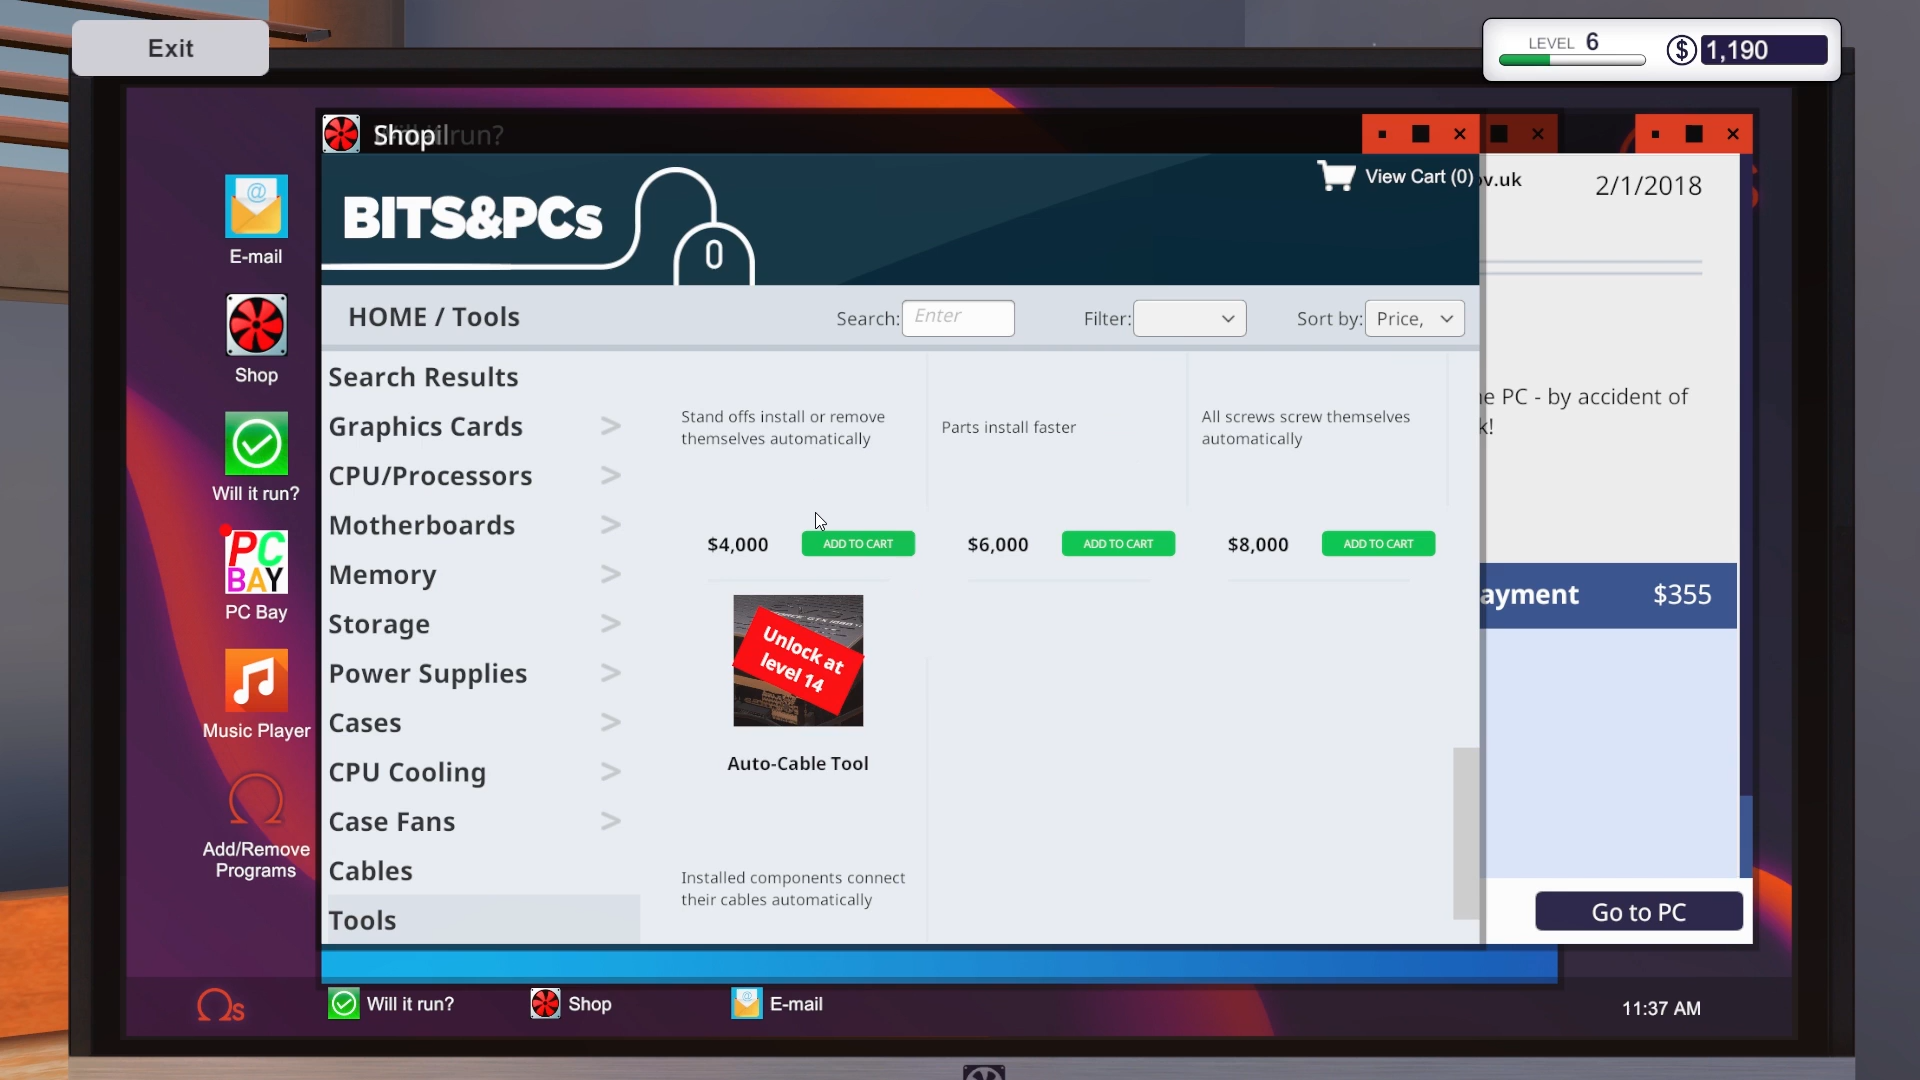 Exit
LEVEL 6
$ 1,190
Shop
View Cart (0)
BITS&PCs
ov.uk
2/1/2018
HOME / Tools
Search:
Enter
Filter:
Sort by:
Price,
E-mail
Shop
Will it run?
PC
BAY
PC Bay
Music Player
Add/Remove
Programs
Search Results
Graphics Cards >
CPU/Processors >
Motherboards >
Memory >
Storage >
Power Supplies >
Cases >
CPU Cooling >
Case Fans >
Cables
Tools
Stand offs install or remove
themselves automatically
$4,000
ADD TO CART
Parts install faster
$6,000
ADD TO CART
All screws screw themselves
automatically
$8,000
ADD TO CART
Unlock at
level 14
Auto-Cable Tool
Installed components connect
their cables automatically
e PC - by accident of
k!
ayment $355
Go to PC
Ωs
Will it run?
Shop
E-mail
11:37 AM